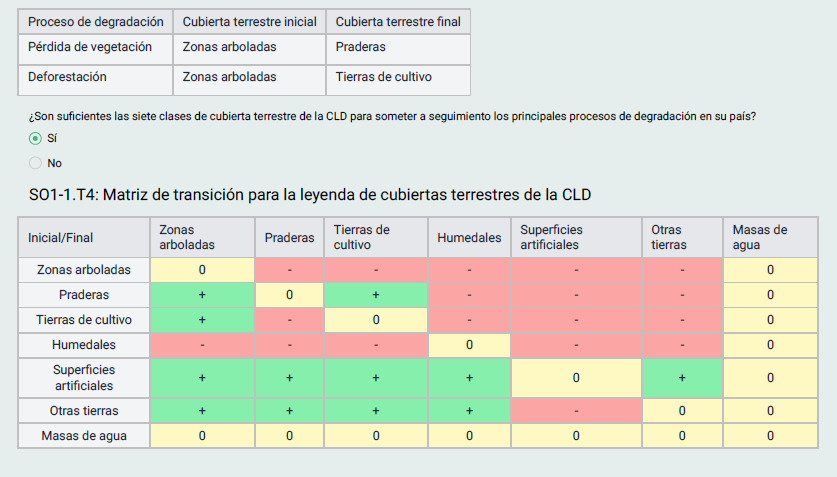 Proceso de degradación Cubierta terrestre inicial Cubierta terrestre final
Pérdida de vegetación Zonas arboladas Praderas
Deforestación Zonas arboladas Tierras de cultivo
¿Son suficientes las siete clases de cubierta terrestre de la CLD para someter a seguimiento los principales procesos de degradación en su país?
Sí
No
SO1-1.T4: Matriz de transición para la leyenda de cubiertas terrestres de la CLD
Inicial/Final Zonas arboladas Praderas Tierras de cultivo Humedales Superficies artificiales Otras tierras Masas de agua
Zonas arboladas 0 - - - - - 0
Praderas + 0 + - - - 0
Tierras de cultivo + - 0 - - - 0
Humedales - - - 0 - - 0
Superficies artificiales + + + + 0 + 0
Otras tierras + + + + - 0 0
Masas de agua 0 0 0 0 0 0 0